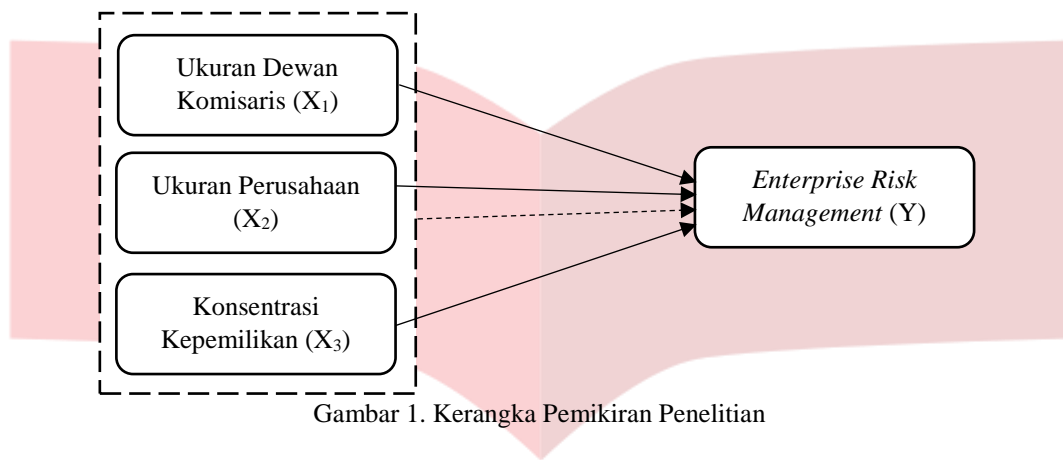 Ukuran Dewan
Komisaris (X₁)
Ukuran Perusahaan
(X₂)
Konsentrasi
Kepemilikan (X₃)
Enterprise Risk
Management (Y)
Gambar 1. Kerangka Pemikiran Penelitian